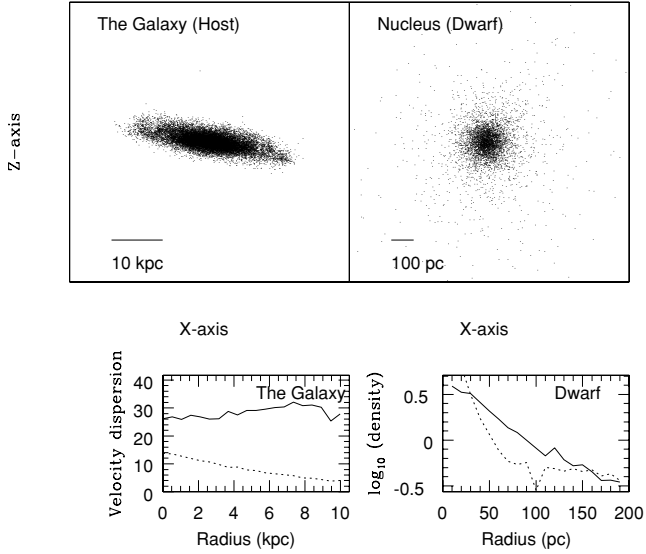 The Galaxy (Host)
Nucleus (Dwarf)
Z-axis
10 kpc
100 pc
X-axis
X-axis
Velocity dispersion
40
30
20
10
0
The Galaxy
0 2 4 6 8 10
Radius (kpc)
log10 (density)
0.5
0
-0.5
Dwarf
0 50 100 150 200
Radius (pc)